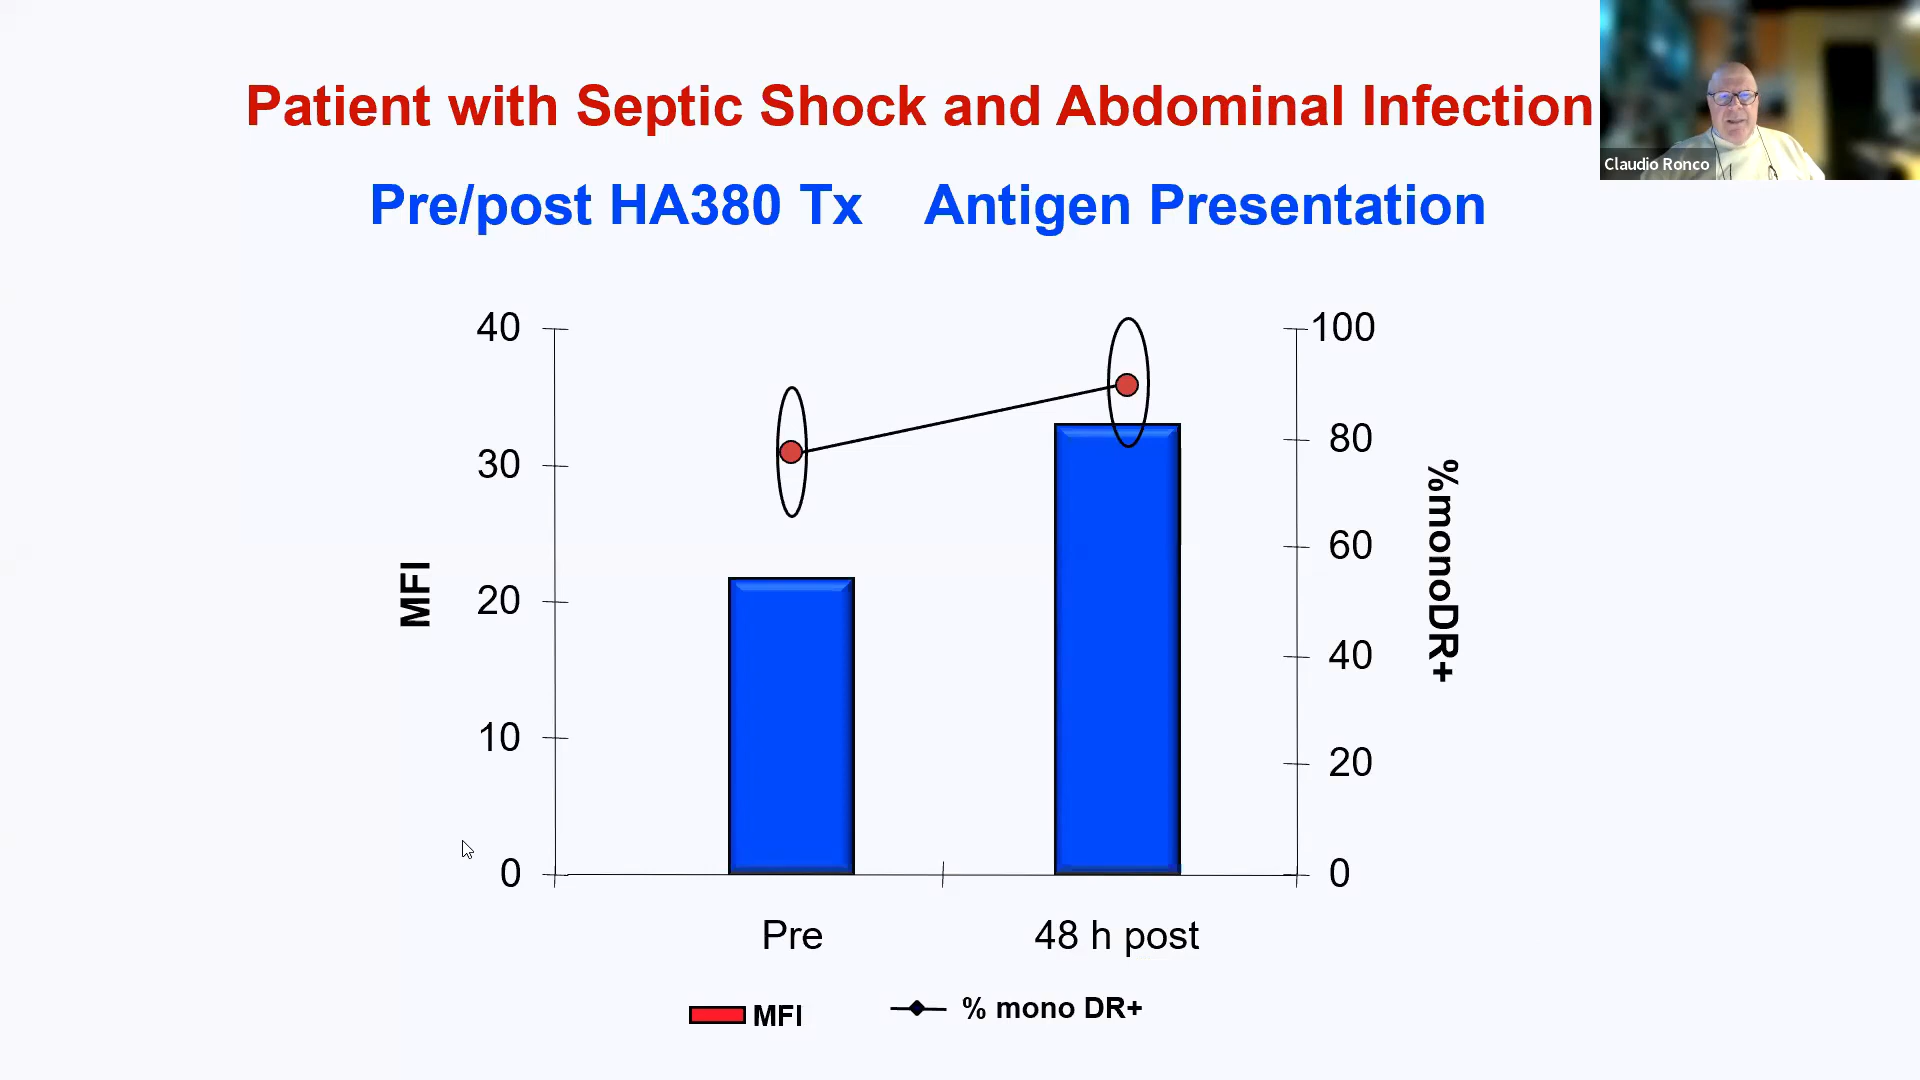 Patient with Septic Shock and Abdominal Infection
Claudio Ronco
Pre/post HA380 Tx Antigen Presentation
40
30
20
10
0
MFI
100
80
60
40
20
0
%monoDR+
Pre
48 h post
MFI
% mono DR+